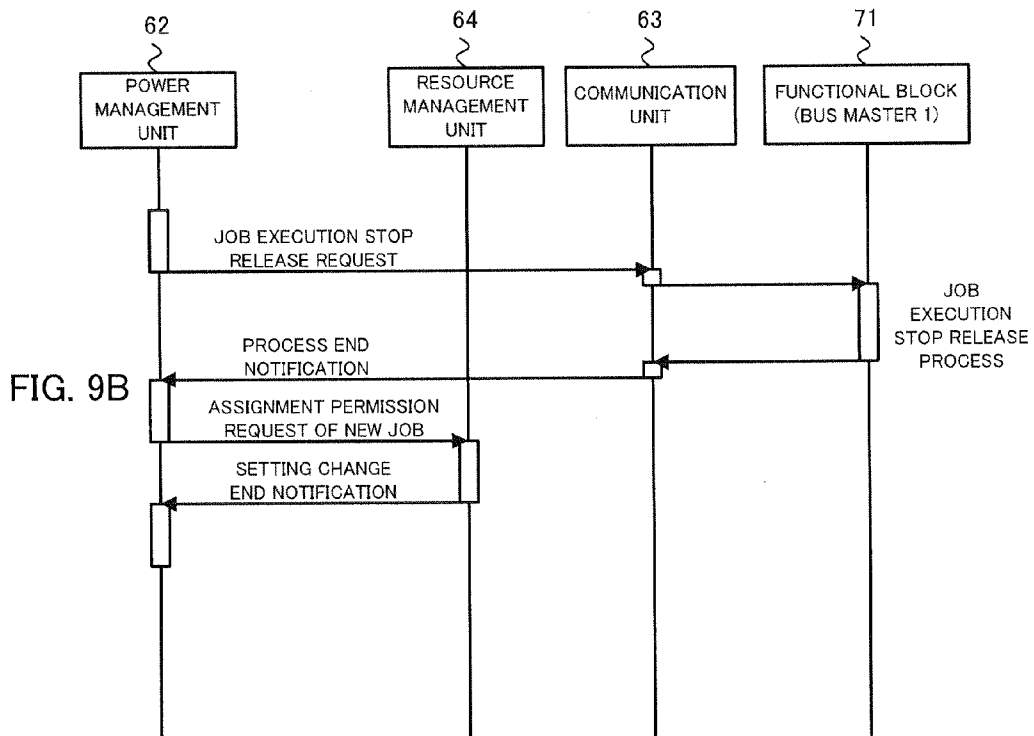 62
64
63
71
POWER
MANAGEMENT
UNIT
RESOURCE
MANAGEMENT
UNIT
COMMUNICATION
UNIT
FUNCTIONAL BLOCK
(BUS MASTER 1)
JOB EXECUTION STOP
RELEASE REQUEST
JOB
EXECUTION
STOP RELEASE
PROCESS
PROCESS END
NOTIFICATION
FIG. 9B
ASSIGNMENT PERMISSION
REQUEST OF NEW JOB
SETTING CHANGE
END NOTIFICATION